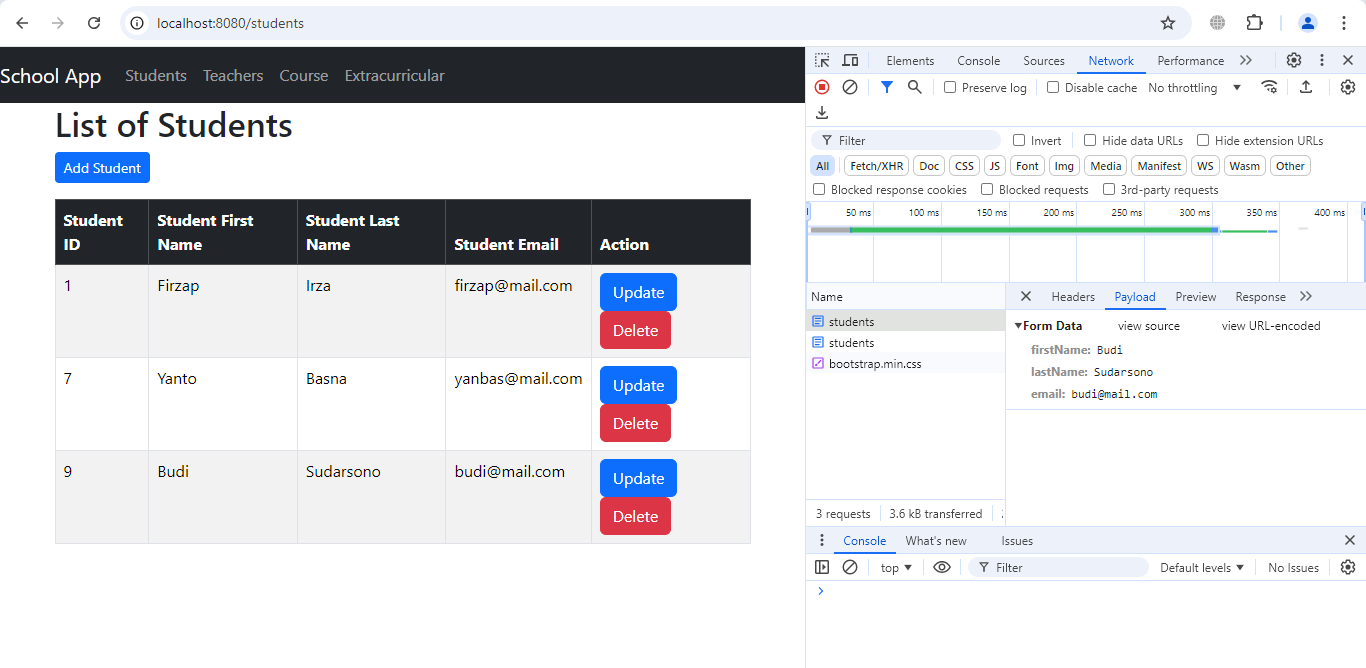 localhost:8080/students
School App Students Teachers Course Extracurricular
List of Students
Add Student
Student ID Student First Name Student Last Name Student Email Action
1 Firzap Irza firzap@mail.com Update
Delete
7 Yanto Basna yanbas@mail.com Update
Delete
9 Budi Sudarsono budi@mail.com Update
Delete
Elements Console Sources Network Performance
Preserve log Disable cache No throttling
Filter Invert Hide data URLs Hide extension URLs
All Fetch/XHR Doc CSS JS Font Img Media Manifest WS Wasm Other
Blocked response cookies Blocked requests 3rd-party requests
50 ms 100 ms 150 ms 200 ms 250 ms 300 ms 350 ms 400 ms
Name
students
students
bootstrap.min.css
3 requests 3.6 kB transferred
Headers Payload Preview Response
Form Data view source view URL-encoded
firstName: Budi
lastName: Sudarsono
email: budi@mail.com
Console What's new Issues
top Filter Default levels No Issues